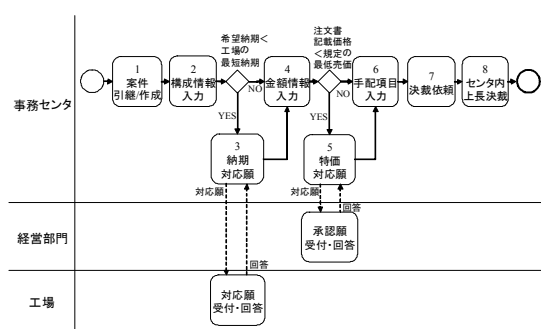 希望納期＜
工場の
最短納期
注文書
記載価格
＜規定の
最低売価
事務センタ
1
案件
引継/作成
2
構成情報
入力
NO
4
金額情報
入力
NO
6
手配項目
入力
7
決裁依頼
8
センタ内
上長決裁
YES
YES
3
納期
対応願
5
特価
対応願
対応願
対応願
回答
経営部門
承認願
受付・回答
回答
工場
対応願
受付・回答